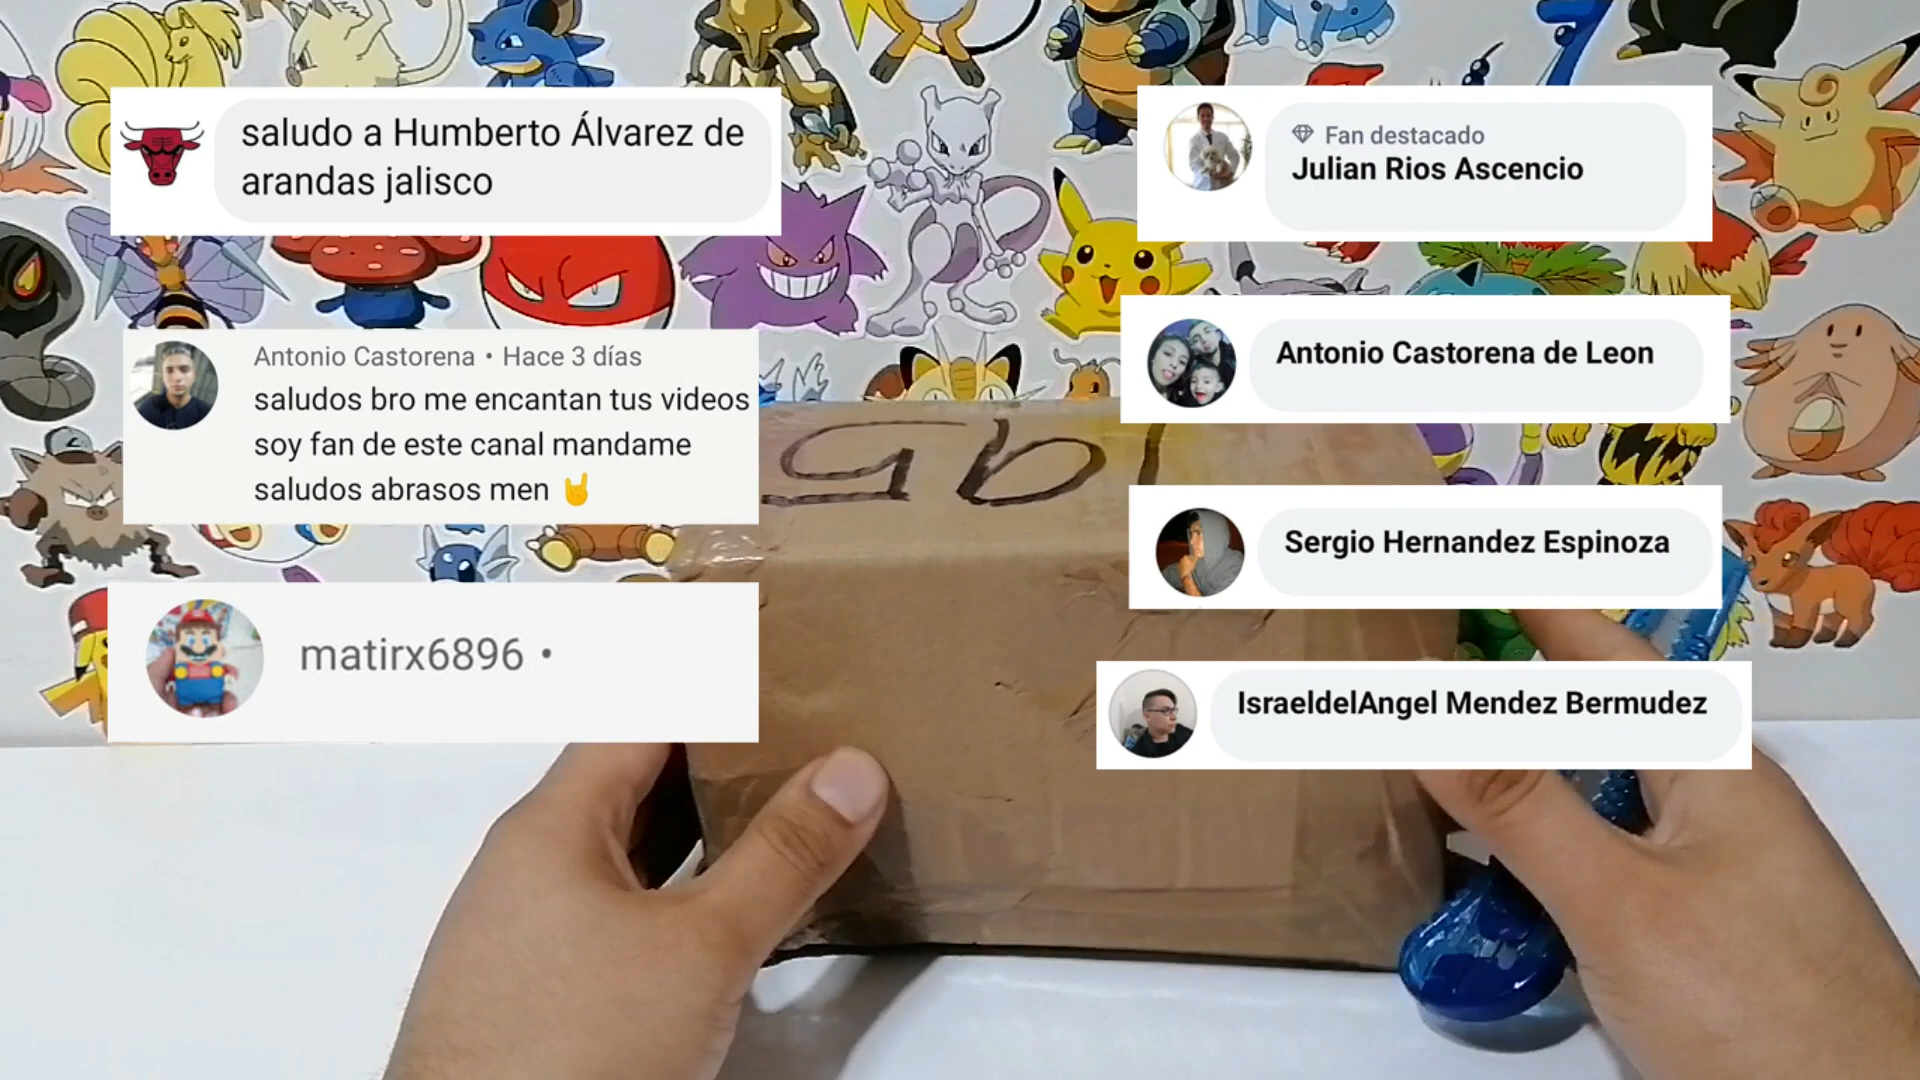 saludo a Humberto Álvarez de
arandas jalisco
Antonio Castorena • Hace 3 días
saludos bro me encantan tus videos
soy fan de este canal mandame
saludos abrasos men 🤘
matirx6896 •
Fan destacado
Julian Rios Ascencio
Antonio Castorena de Leon
Sergio Hernandez Espinoza
IsraeldelAngel Mendez Bermudez